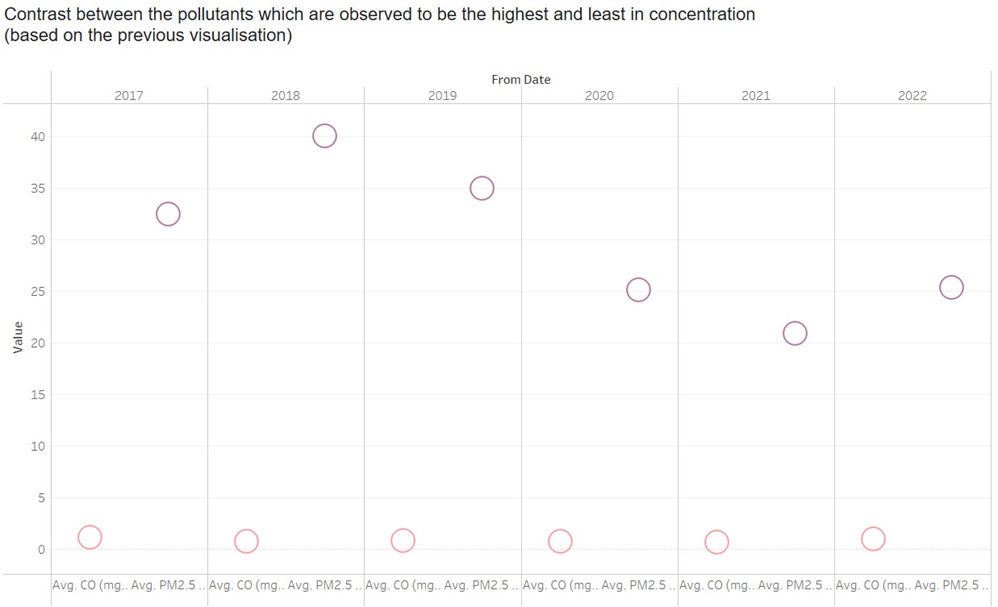 Contrast between the pollutants which are observed to be the highest and least in concentration
(based on the previous visualisation)
From Date
2017 2018 2019 2020 2021 2022
40
35
30
25
20
15
10
5
0
Value
Avg. CO (mg.. Avg. PM2.5 .. Avg. CO (mg.. Avg. PM2.5 .. Avg. CO (mg.. Avg. PM2.5 .. Avg. CO (mg.. Avg. PM2.5 .. Avg. CO (mg.. Avg. PM2.5 .. Avg. CO (mg.. Avg. PM2.5 ..